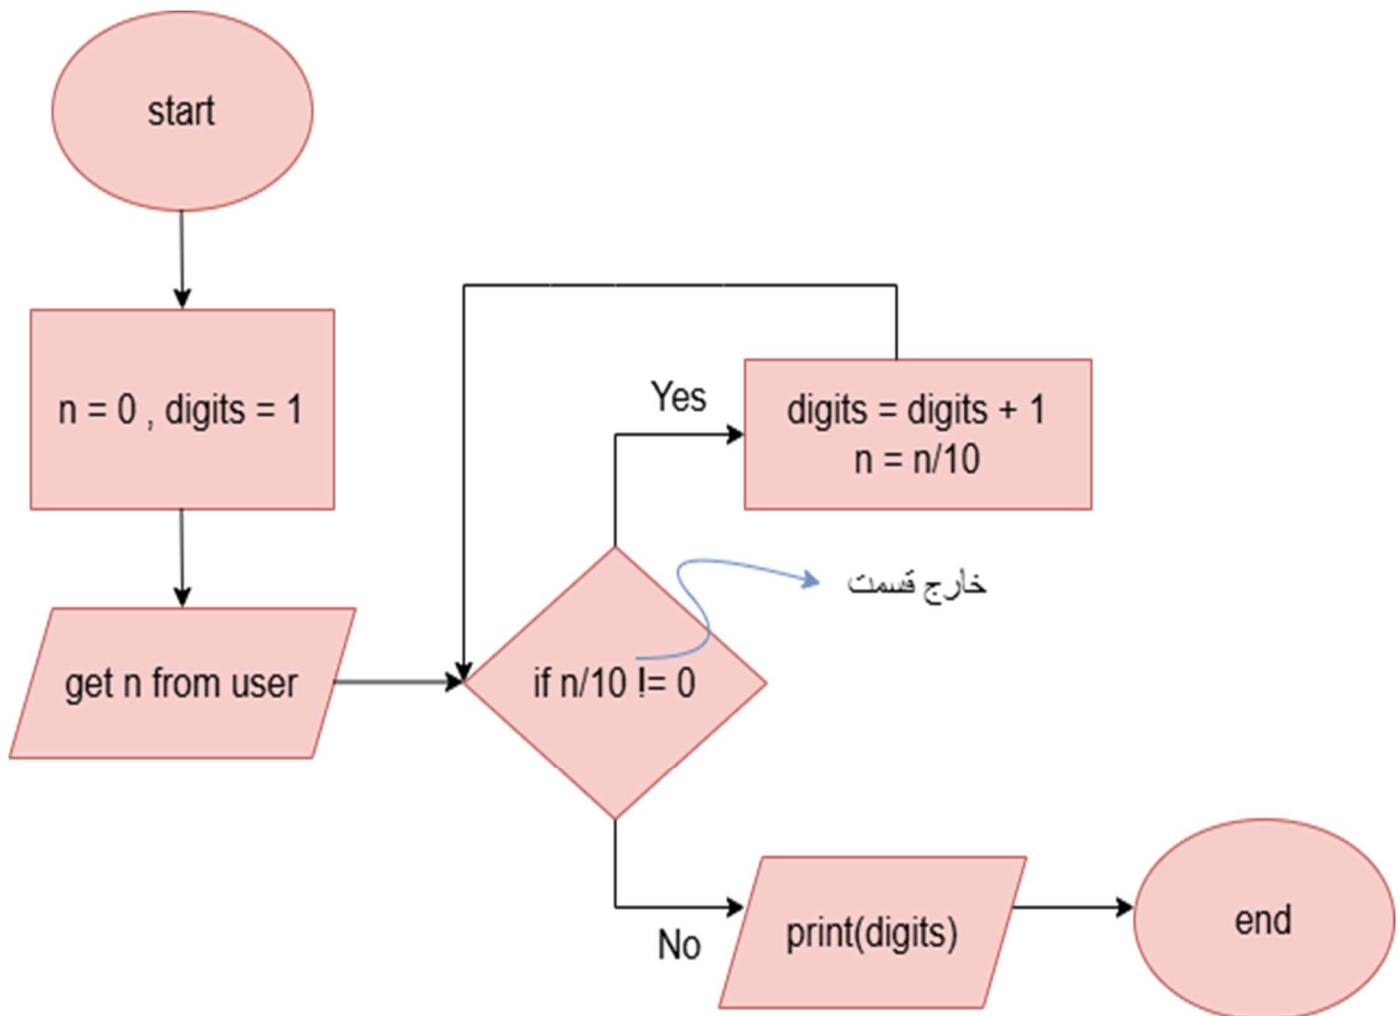 start
n = 0 , digits = 1
get n from user
if n/10 != 0
خارج قسمت
Yes
digits = digits + 1
n = n/10
No
print(digits)
end